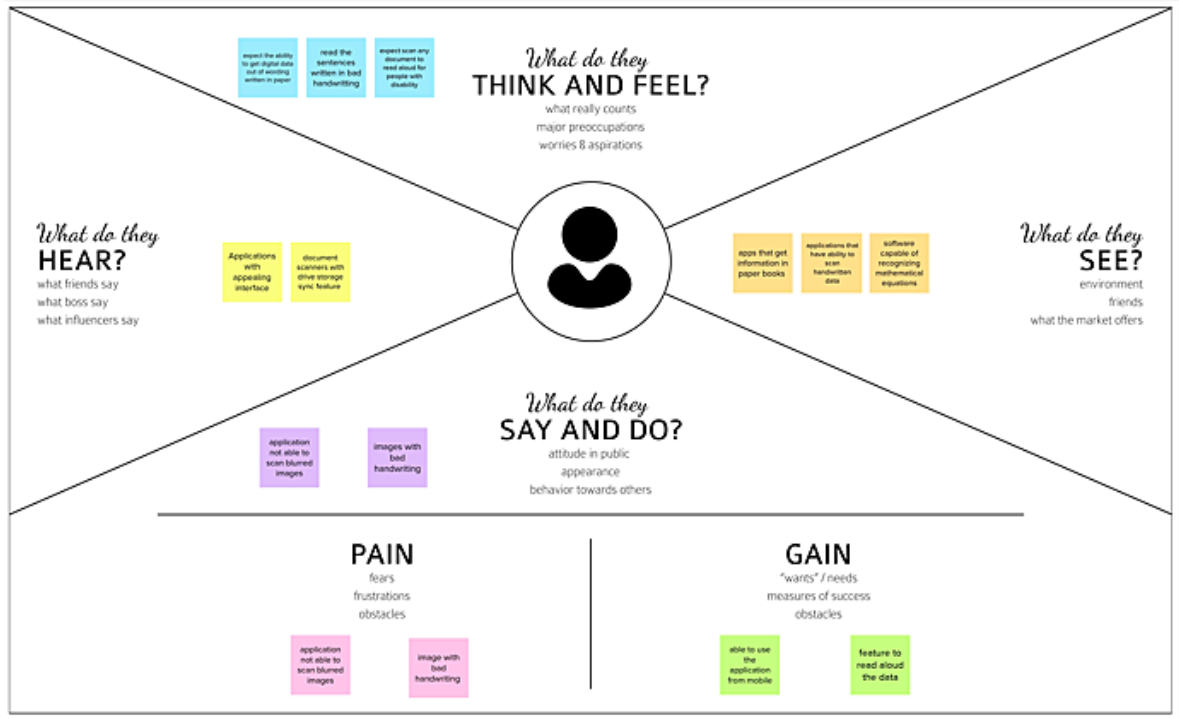 expect the ability
to get digital data
out of wording
written in paper
read the
sentences
written in bad
handwritting
expect scan any
document to
read aloud for
people with
disability
What do they
THINK AND FEEL?
what really counts
major preoccupations
worries & aspirations
What do they
HEAR?
what friends say
what boss say
what influencers say
Applications
with
appealing
interface
document
scanners with
drive storage
sync feature
apps that get
information in
paper books
applications that
have ability to
scan
handwritten
data
software
capable of
recognizing
mathematical
equations
What do they
SEE?
environment
friends
what the market offers
What do they
SAY AND DO?
attitude in public
appearance
behavior towards others
application
not able to
scan blurred
images
images with
bad
handwriting
PAIN
fears
frustrations
obstacles
application
not able to
scan blurred
images
image with
bad
handwriting
GAIN
"wants" / needs
measures of success
obstacles
able to use
the
application
from mobile
feature to
read aloud
the data